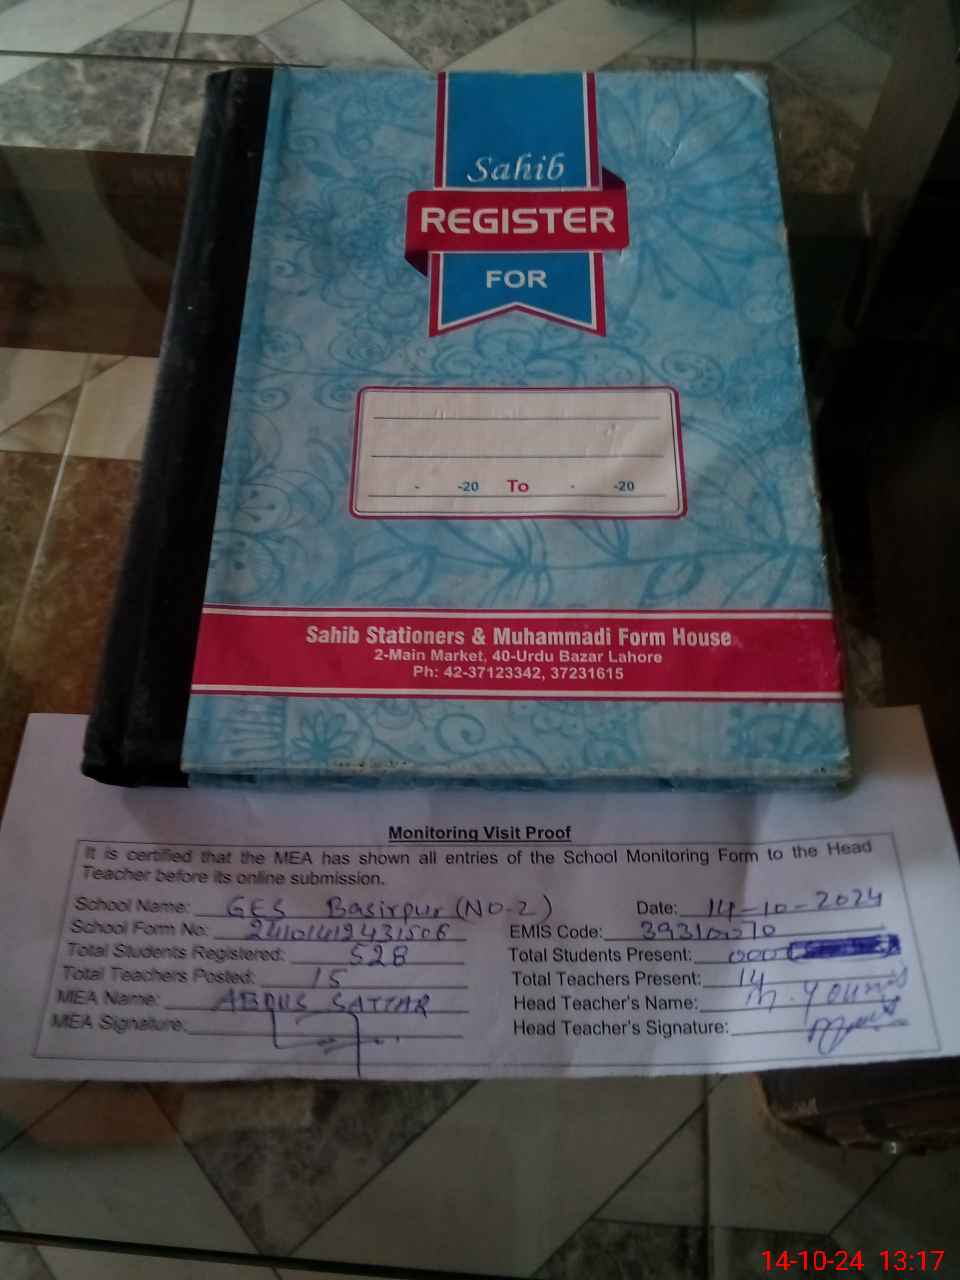 Sahib
REGISTER
FOR
- -20 To - -20
Sahib Stationers & Muhammadi Form House
2-Main Market, 40-Urdu Bazar Lahore
Ph: 42-37123342, 37231615
Monitoring Visit Proof
It is certified that the MEA has shown all entries of the School Monitoring Form to the Head
Teacher before its online submission.
School Name: GES Basirpur (NO-2) Date: 14-10-2024
School Form No: EMIS Code:
Total Students Registered: 528 Total Students Present: 000
Total Teachers Posted: 15 Total Teachers Present: 14
MEA Name: ABDUS SATTAR Head Teacher's Name: M. Younis
MEA Signature: Head Teacher's Signature:
14-10-24 13:17